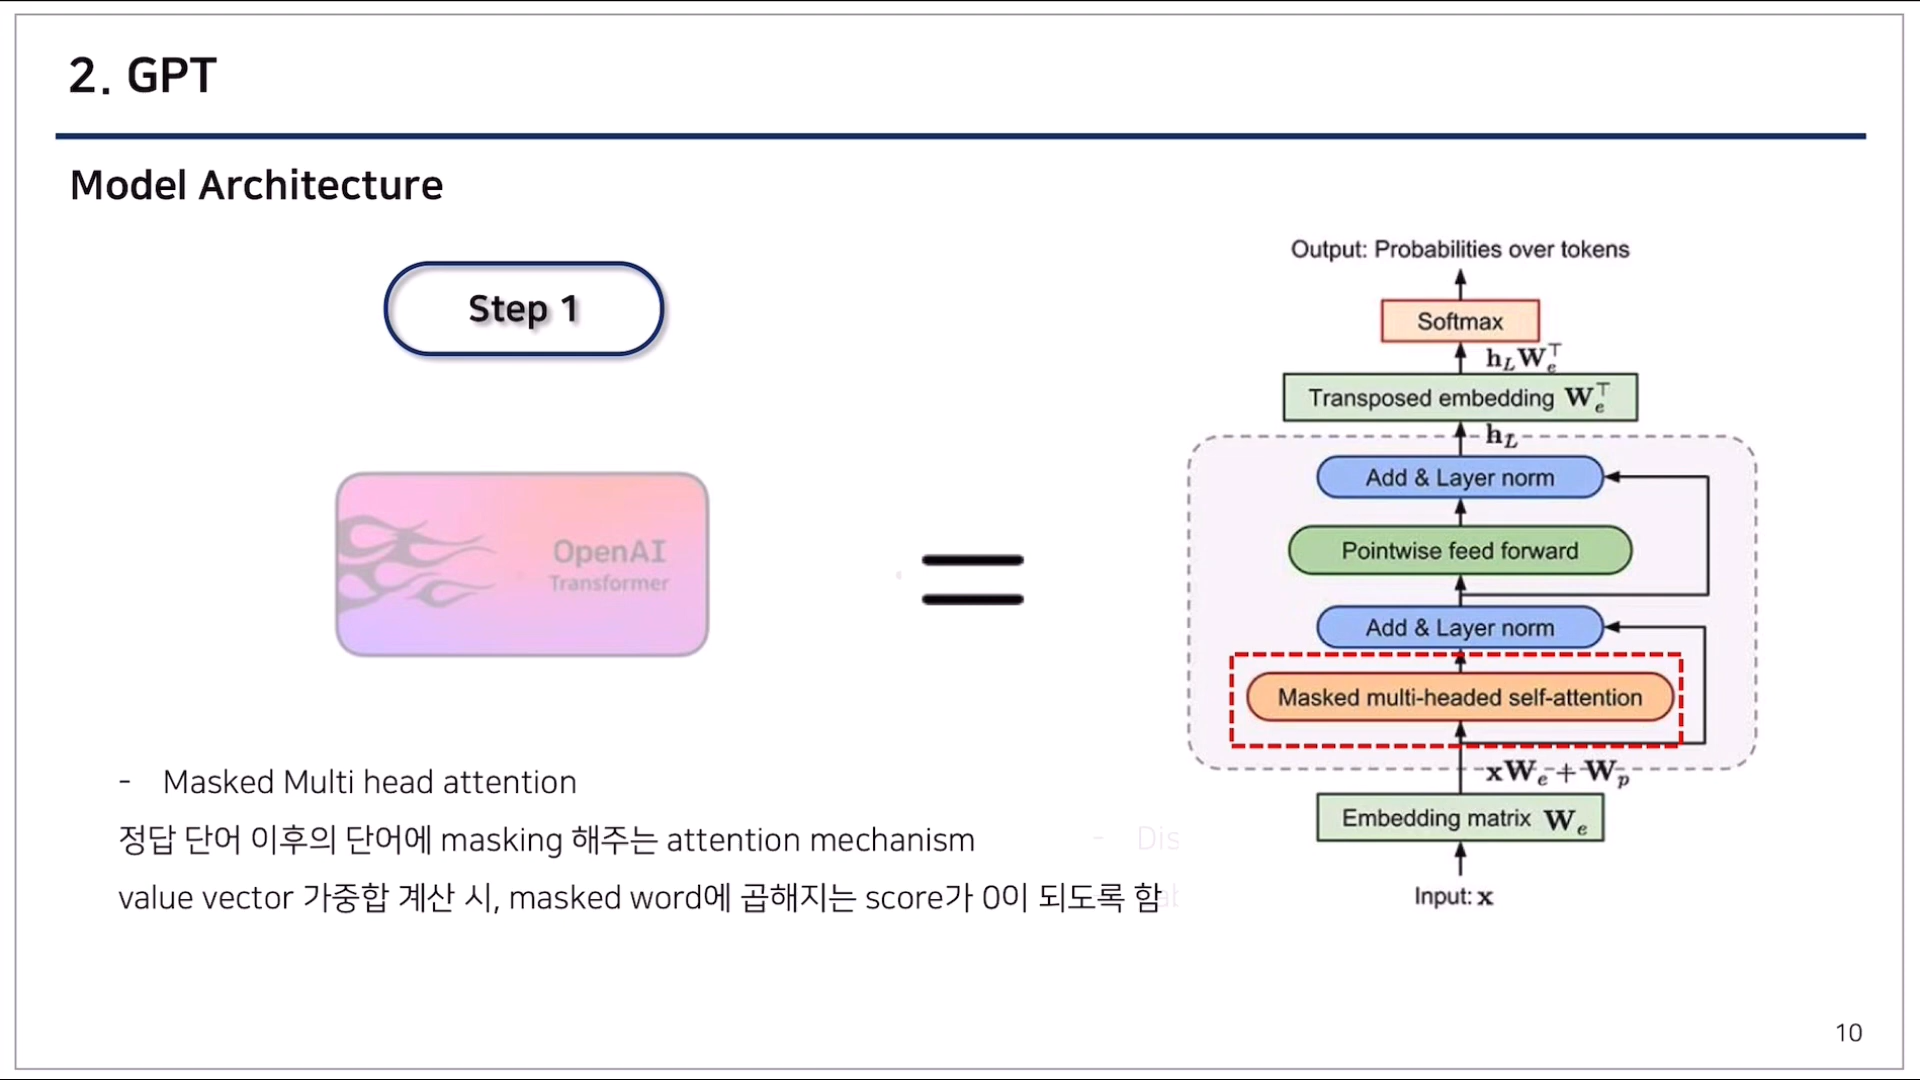 2. GPT
Model Architecture
Step 1
OpenAI
Transformer
- Masked Multi head attention
정답 단어 이후의 단어에 masking 해주는 attention mechanism
value vector 가중합 계산 시, masked word에 곱해지는 score가 0이 되도록 함
Output: Probabilities over tokens
Softmax
h_L W_e^⊤
Transposed embedding W_e^⊤
h_L
Add & Layer norm
Pointwise feed forward
Add & Layer norm
Masked multi-headed self-attention
xW_e + W_p
Embedding matrix W_e
Input: x
10